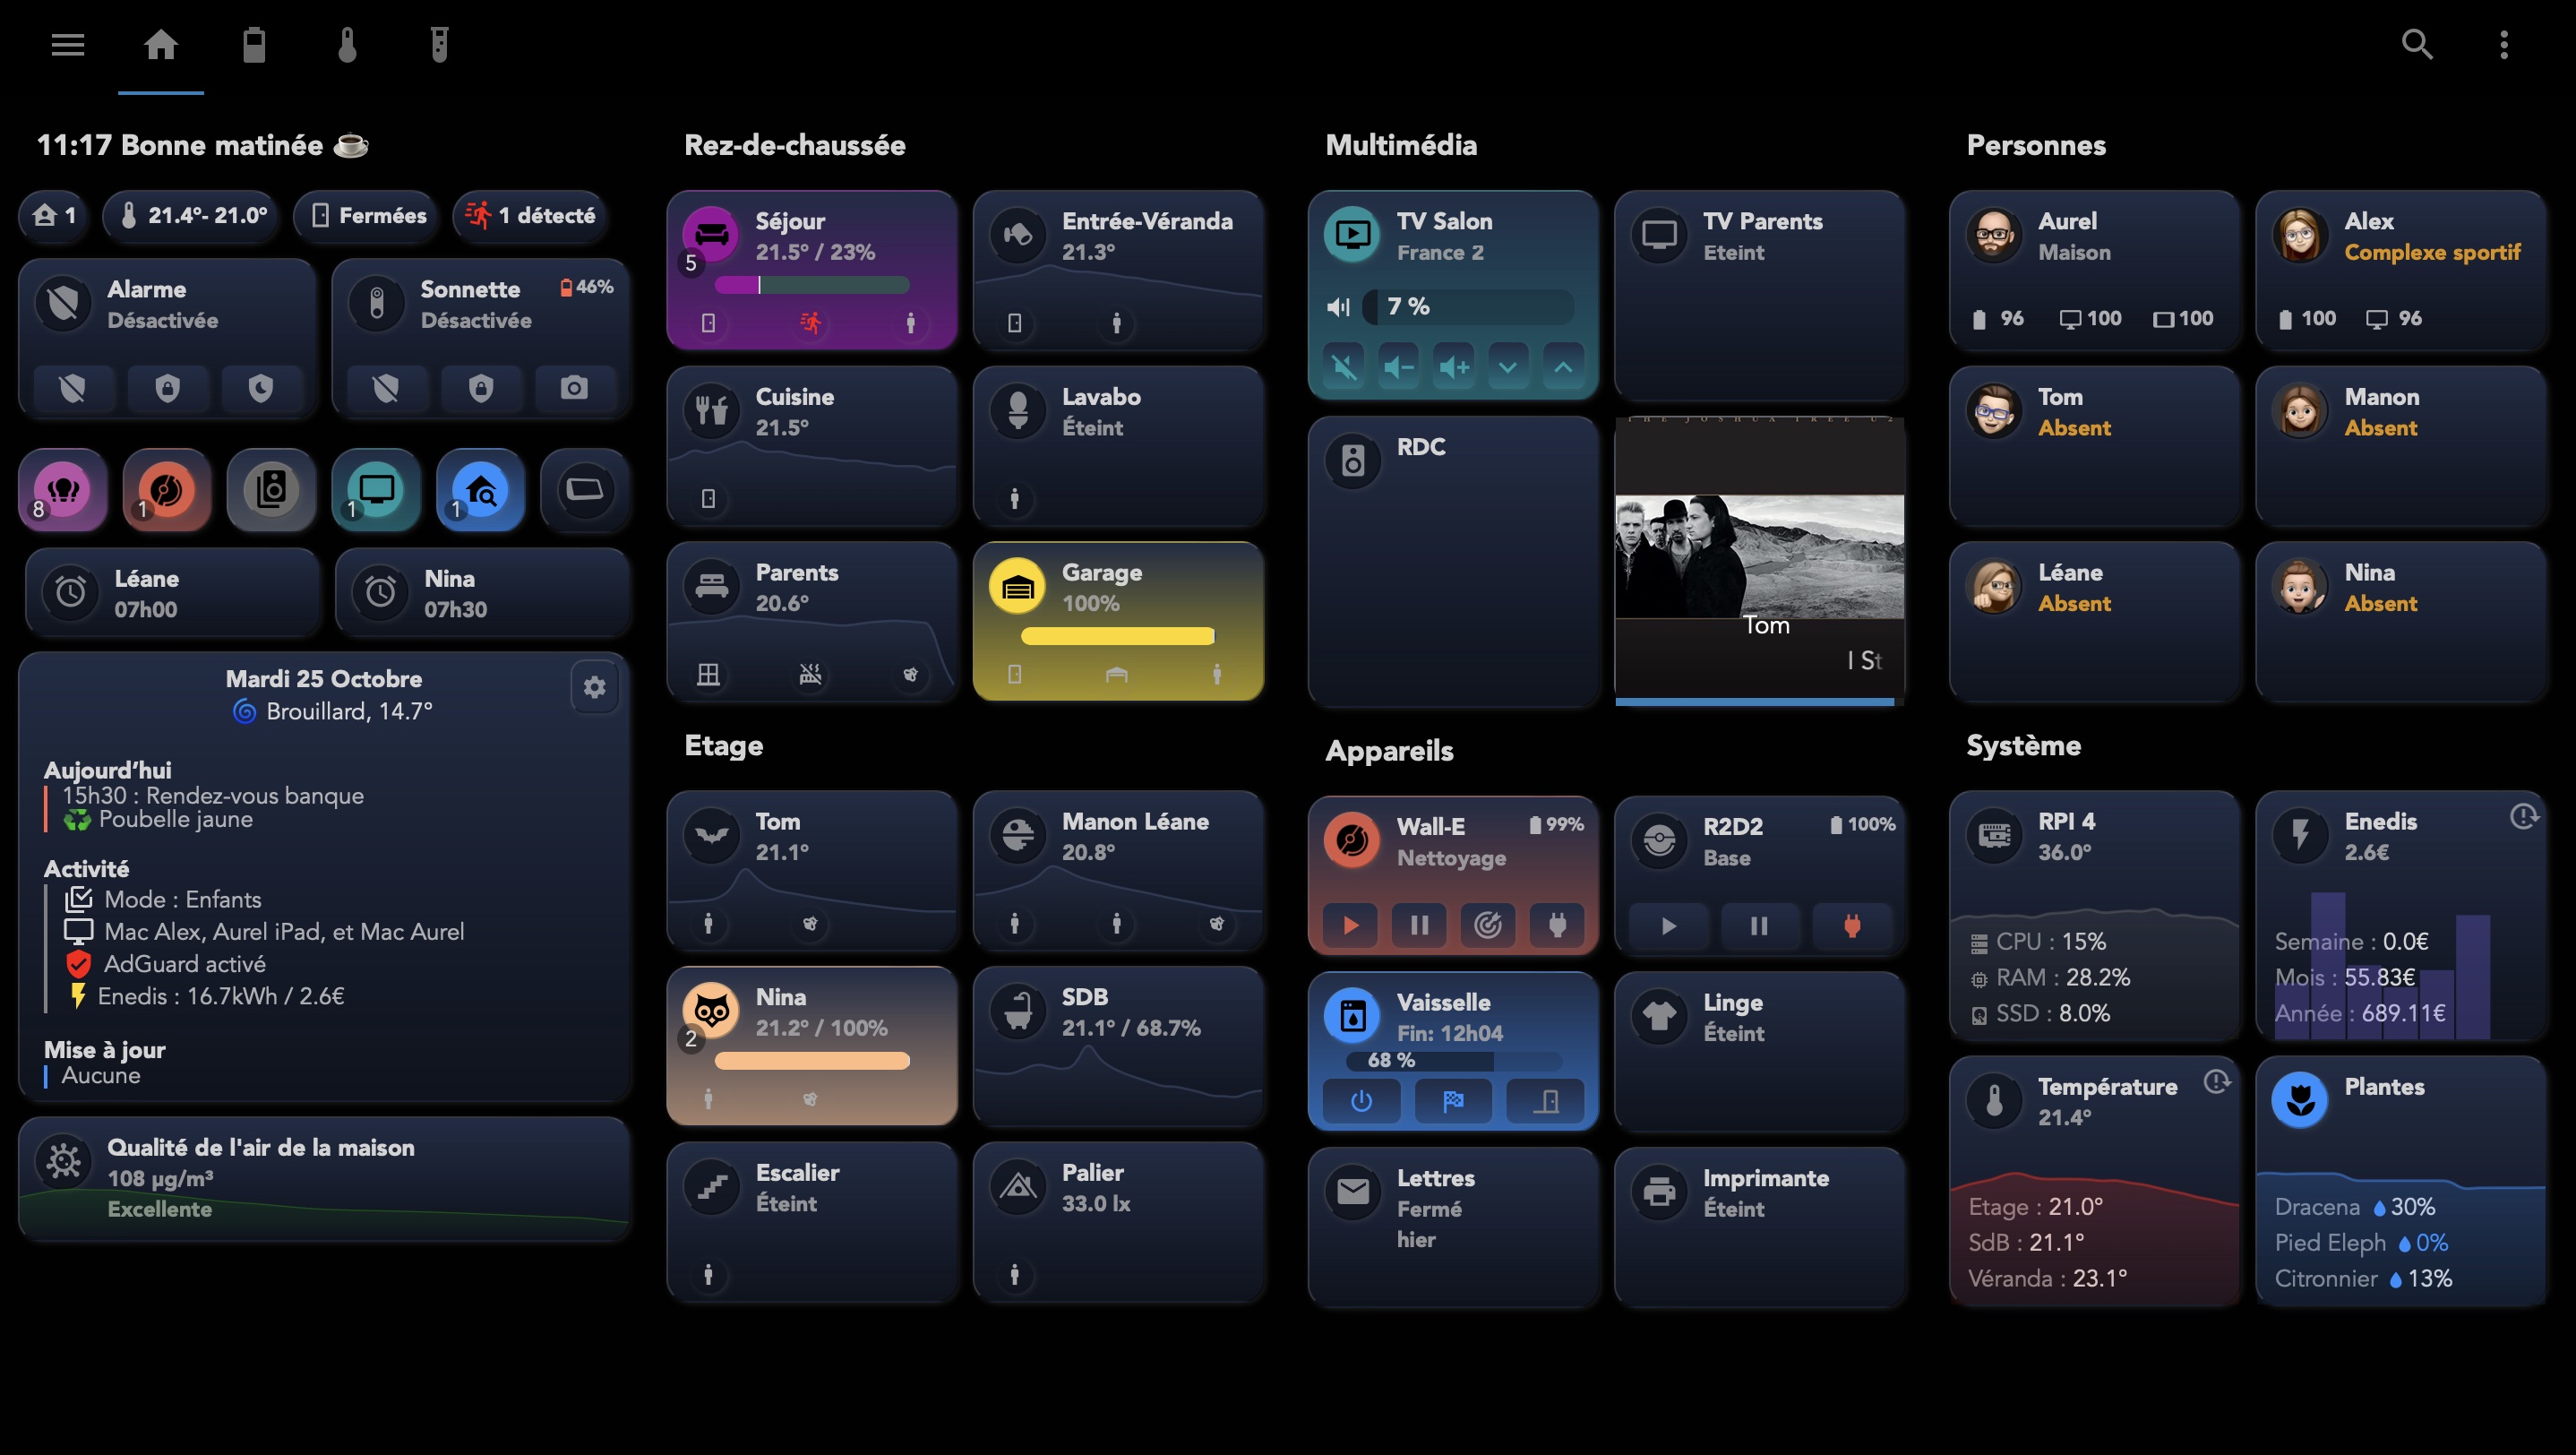 11:17 Bonne matinée
1
21.4°- 21.0°
Fermées
1 détecté
Alarme
Désactivée
Sonnette
46%
Désactivée
8
1
1
1
Léane
07h00
Nina
07h30
Mardi 25 Octobre
Brouillard, 14.7°
Aujourd’hui
15h30 : Rendez-vous banque
Poubelle jaune
Activité
Mode : Enfants
Mac Alex, Aurel iPad, et Mac Aurel
AdGuard activé
Enedis : 16.7kWh / 2.6€
Mise à jour
Aucune
Qualité de l'air de la maison
108 µg/m³
Excellente
Rez-de-chaussée
Séjour
21.5° / 23%
5
Entrée-Véranda
21.3°
Cuisine
21.5°
Lavabo
Éteint
Parents
20.6°
Garage
100%
Etage
Tom
21.1°
Manon Léane
20.8°
Nina
21.2° / 100%
2
SDB
21.1° / 68.7%
Escalier
Éteint
Palier
33.0 lx
Multimédia
TV Salon
France 2
7 %
TV Parents
Eteint
RDC
THE JOSHUA TREE U2
Tom
I St
Appareils
Wall-E
99%
Nettoyage
R2D2
100%
Base
Vaisselle
Fin: 12h04
68 %
Linge
Éteint
Lettres
Fermé
hier
Imprimante
Éteint
Personnes
Aurel
Maison
96
100
100
Alex
Complexe sportif
100
96
Tom
Absent
Manon
Absent
Léane
Absent
Nina
Absent
Système
RPI 4
36.0°
CPU : 15%
RAM : 28.2%
SSD : 8.0%
Enedis
2.6€
Semaine : 0.0€
Mois : 55.83€
Année : 689.11€
Température
21.4°
Etage : 21.0°
SdB : 21.1°
Véranda : 23.1°
Plantes
Dracena 30%
Pied Eleph 0%
Citronnier 13%